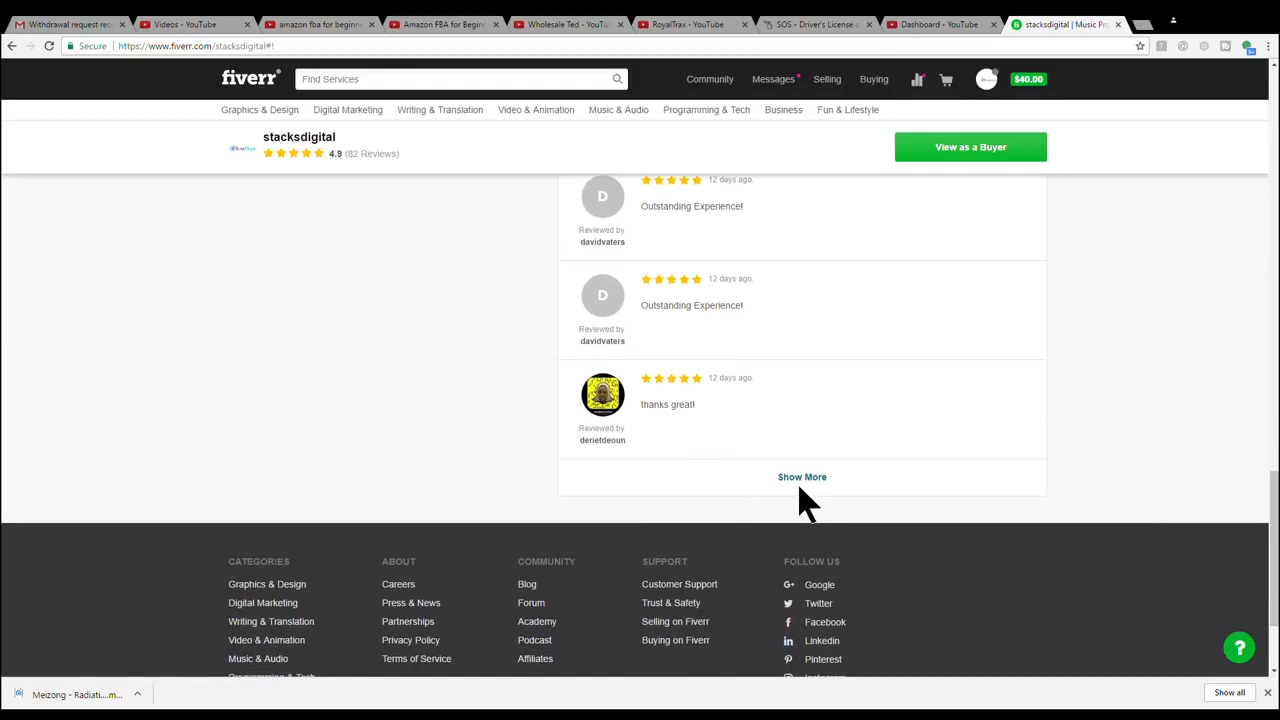 Withdrawal request rec
Videos - YouTube
amazon fba for beginne
Amazon FBA for Beginn
Wholesale Ted - YouTu
RoyalTrax - YouTube
SOS - Driver's License a
Dashboard - YouTube
stacksdigital | Music Pr
Secure
https://www.fiverr.com/stacksdigital#!
fiverr
Find Services
Community
Messages
Selling
Buying
$40.00
Graphics & Design
Digital Marketing
Writing & Translation
Video & Animation
Music & Audio
Programming & Tech
Business
Fun & Lifestyle
stacksdigital
4.9 (82 Reviews)
View as a Buyer
D
12 days ago.
Outstanding Experience!
Reviewed by
davidvaters
D
12 days ago.
Outstanding Experience!
Reviewed by
davidvaters
12 days ago.
thanks great!
Reviewed by
derietdeoun
Show More
CATEGORIES
Graphics & Design
Digital Marketing
Writing & Translation
Video & Animation
Music & Audio
Programming & Tech
ABOUT
Careers
Press & News
Partnerships
Privacy Policy
Terms of Service
COMMUNITY
Blog
Forum
Academy
Podcast
Affiliates
SUPPORT
Customer Support
Trust & Safety
Selling on Fiverr
Buying on Fiverr
FOLLOW US
Google
Twitter
Facebook
Linkedin
Pinterest
Instagram
?
Meizong - Radiati....m...
Show all